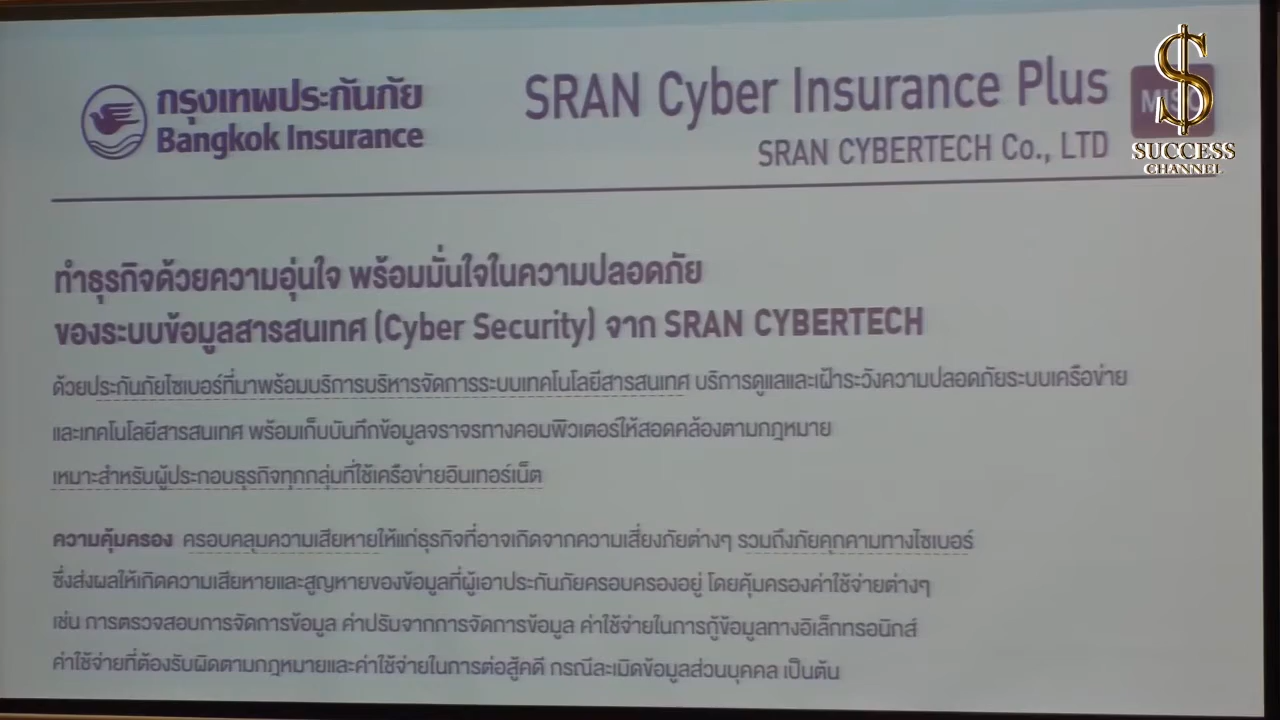 กรุงเทพประกันภัย
Bangkok Insurance
SRAN Cyber Insurance Plus
SRAN CYBERTECH Co., LTD
$
SUCCESS
CHANNEL
ทำธุรกิจด้วยความอุ่นใจ พร้อมมั่นใจในความปลอดภัย
ของระบบข้อมูลสารสนเทศ (Cyber Security) จาก SRAN CYBERTECH
ด้วยประกันภัยไซเบอร์ที่มาพร้อมบริการบริหารจัดการระบบเทคโนโลยีสารสนเทศ บริการดูแลและเฝ้าระวังความปลอดภัยระบบเครือข่าย
และเทคโนโลยีสารสนเทศ พร้อมเก็บบันทึกข้อมูลจราจรทางคอมพิวเตอร์ให้สอดคล้องตามกฎหมาย
เหมาะสำหรับผู้ประกอบธุรกิจทุกกลุ่มที่ใช้เครือข่ายอินเทอร์เน็ต
ความคุ้มครอง ครอบคลุมความเสียหายให้แก่ธุรกิจที่อาจเกิดจากความเสี่ยงภัยต่างๆ รวมถึงภัยคุกคามทางไซเบอร์
ซึ่งส่งผลให้เกิดความเสียหายและสูญหายของข้อมูลที่ผู้เอาประกันภัยครอบครองอยู่ โดยคุ้มครองค่าใช้จ่ายต่างๆ
เช่น การตรวจสอบการจัดการข้อมูล ค่าปรับจากการจัดการข้อมูล ค่าใช้จ่ายในการกู้ข้อมูลทางอิเล็กทรอนิกส์
ค่าใช้จ่ายที่ต้องรับผิดตามกฎหมายและค่าใช้จ่ายในการต่อสู้คดี กรณีละเมิดข้อมูลส่วนบุคคล เป็นต้น